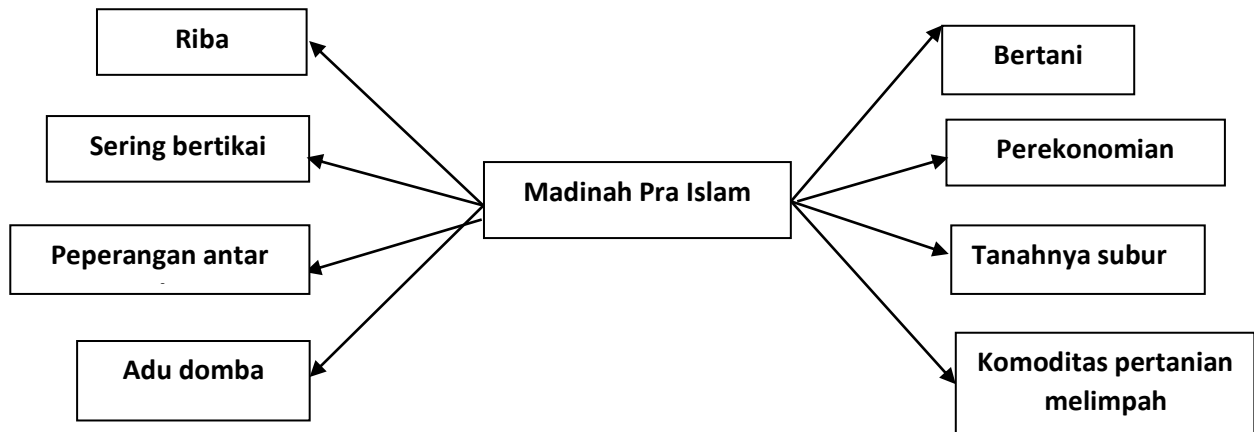 Riba
Sering bertikai
Peperangan antar
Adu domba
Madinah Pra Islam
Bertani
Perekonomian
Tanahnya subur
Komoditas pertanian
melimpah